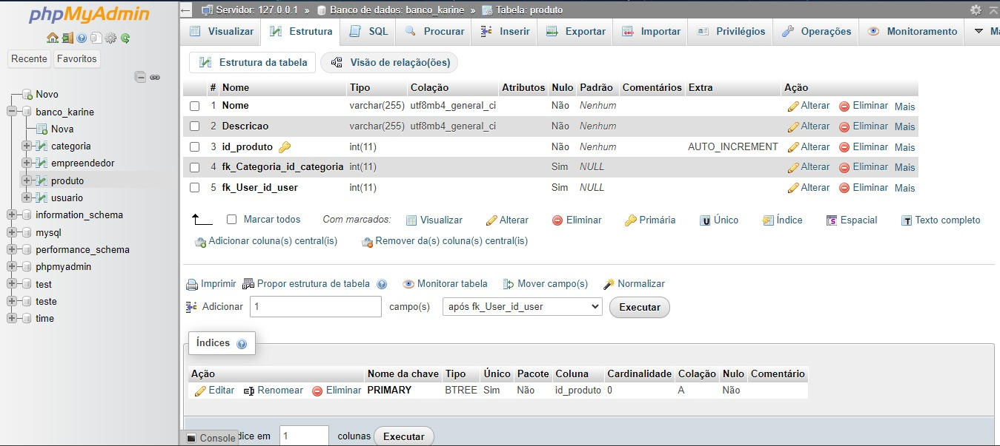 phpMyAdmin
Recente Favoritos
Novo
banco_karine
Nova
categoria
empreendedor
produto
usuario
information_schema
mysql
performance_schema
phpmyadmin
test
teste
time
Servidor: 127.0.0.1 » Banco de dados: banco_karine » Tabela: produto
Visualizar Estrutura SQL Procurar Inserir Exportar Importar Privilégios Operações Monitoramento
Estrutura da tabela Visão de relação(ões)
# Nome Tipo Colação Atributos Nulo Padrão Comentários Extra Ação
1 Nome varchar(255) utf8mb4_general_ci Não Nenhum Alterar Eliminar Mais
2 Descricao varchar(255) utf8mb4_general_ci Não Nenhum Alterar Eliminar Mais
3 id_produto int(11) Não Nenhum AUTO_INCREMENT Alterar Eliminar Mais
4 fk_Categoria_id_categoria int(11) Sim NULL Alterar Eliminar Mais
5 fk_User_id_user int(11) Sim NULL Alterar Eliminar Mais
Marcar todos Com marcados: Visualizar Alterar Eliminar Primária Único Índice Espacial Texto completo
Adicionar coluna(s) central(is) Remover da(s) coluna(s) central(is)
Imprimir Propor estrutura de tabela Monitorar tabela Mover campo(s) Normalizar
Adicionar 1 campo(s) após fk_User_id_user Executar
Índices
Ação Nome da chave Tipo Único Pacote Coluna Cardinalidade Colação Nulo Comentário
Editar Renomear Eliminar PRIMARY BTREE Sim Não id_produto 0 A Não
Console dice em 1 colunas Executar